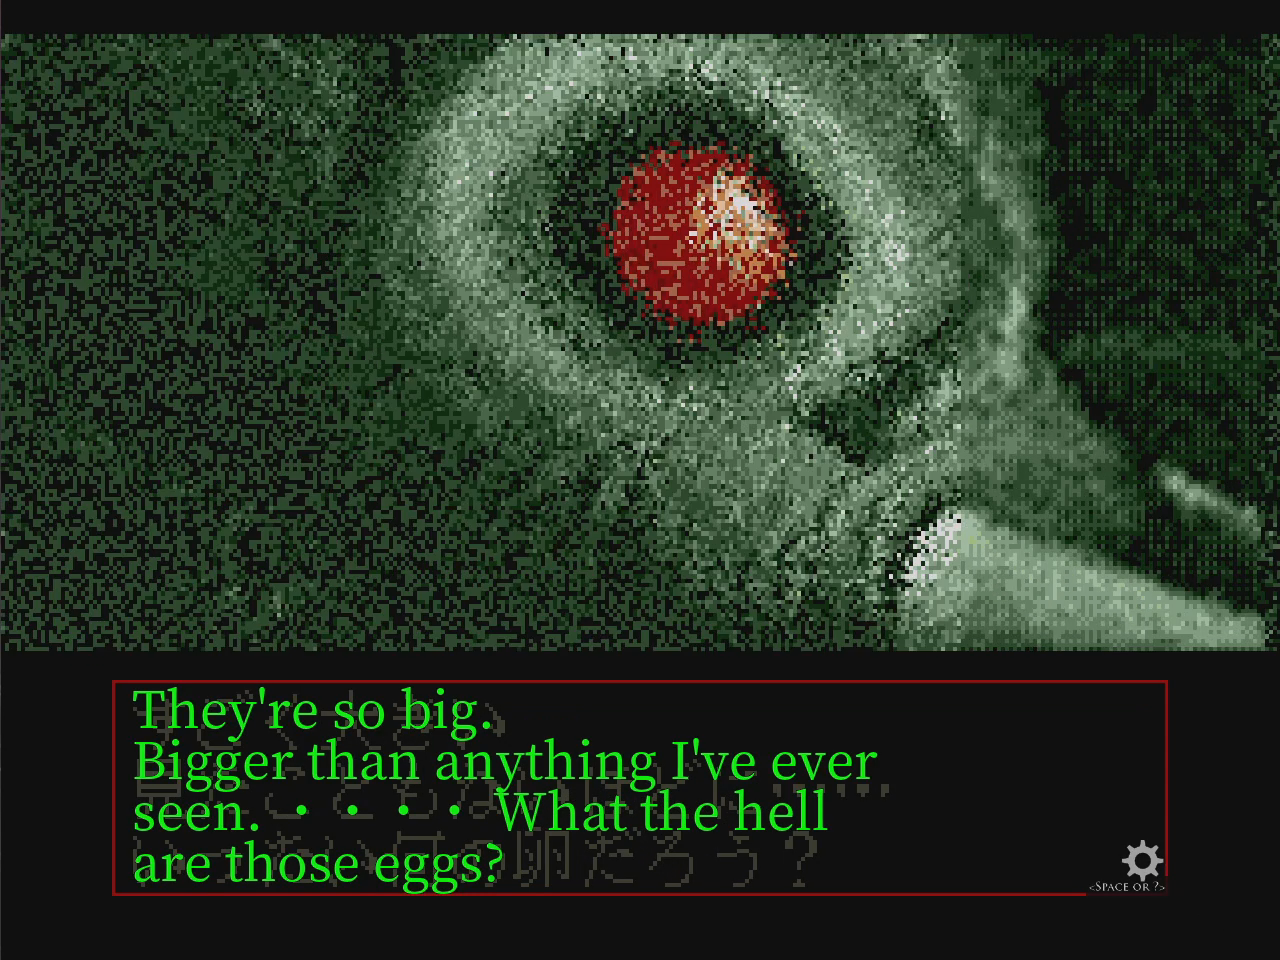 They're so big.
Bigger than anything I've ever
seen. ・ ・ ・ ・ What the hell
are those eggs?
<SPACE OR ?>